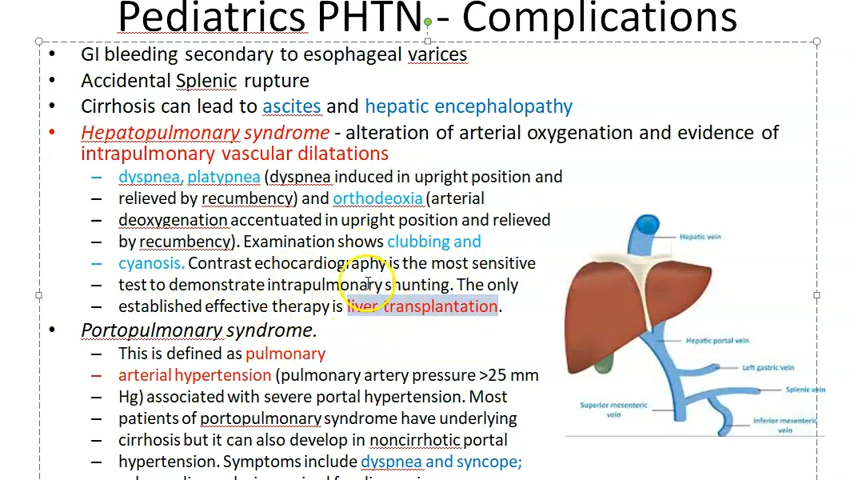 Pediatrics PHTN - Complications
• GI bleeding secondary to esophageal varices
• Accidental Splenic rupture
• Cirrhosis can lead to ascites and hepatic encephalopathy
• Hepatopulmonary syndrome - alteration of arterial oxygenation and evidence of
intrapulmonary vascular dilatations
– dyspnea, platypnea (dyspnea induced in upright position and
– relieved by recumbency) and orthodeoxia (arterial
– deoxygenation accentuated in upright position and relieved
– by recumbency). Examination shows clubbing and
– cyanosis. Contrast echocardiography is the most sensitive
– test to demonstrate intrapulmonary shunting. The only
– established effective therapy is liver transplantation.
• Portopulmonary syndrome.
– This is defined as pulmonary
– arterial hypertension (pulmonary artery pressure >25 mm
– Hg) associated with severe portal hypertension. Most
– patients of portopulmonary syndrome have underlying
– cirrhosis but it can also develop in noncirrhotic portal
– hypertension. Symptoms include dyspnea and syncope;
Hepatic vein
Hepatic portal vein
Left gastric vein
Splenic vein
Superior mesenteric
vein
Inferior mesenteric
vein